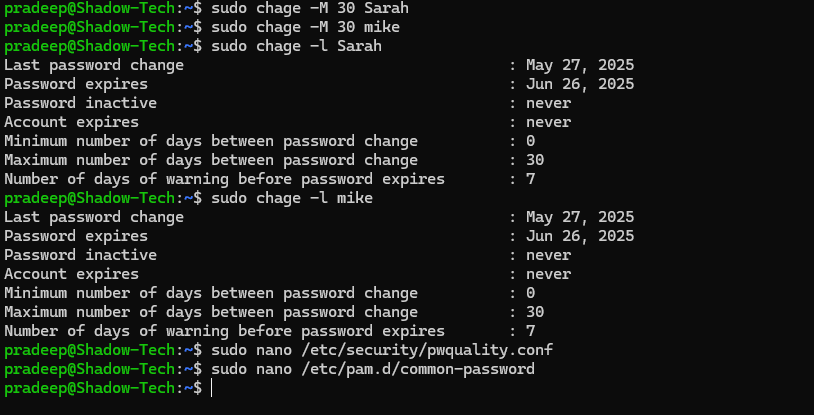 pradeep@Shadow-Tech:~$ sudo chage -M 30 Sarah
pradeep@Shadow-Tech:~$ sudo chage -M 30 mike
pradeep@Shadow-Tech:~$ sudo chage -l Sarah
Last password change : May 27, 2025
Password expires : Jun 26, 2025
Password inactive : never
Account expires : never
Minimum number of days between password change : 0
Maximum number of days between password change : 30
Number of days of warning before password expires : 7
pradeep@Shadow-Tech:~$ sudo chage -l mike
Last password change : May 27, 2025
Password expires : Jun 26, 2025
Password inactive : never
Account expires : never
Minimum number of days between password change : 0
Maximum number of days between password change : 30
Number of days of warning before password expires : 7
pradeep@Shadow-Tech:~$ sudo nano /etc/security/pwquality.conf
pradeep@Shadow-Tech:~$ sudo nano /etc/pam.d/common-password
pradeep@Shadow-Tech:~$